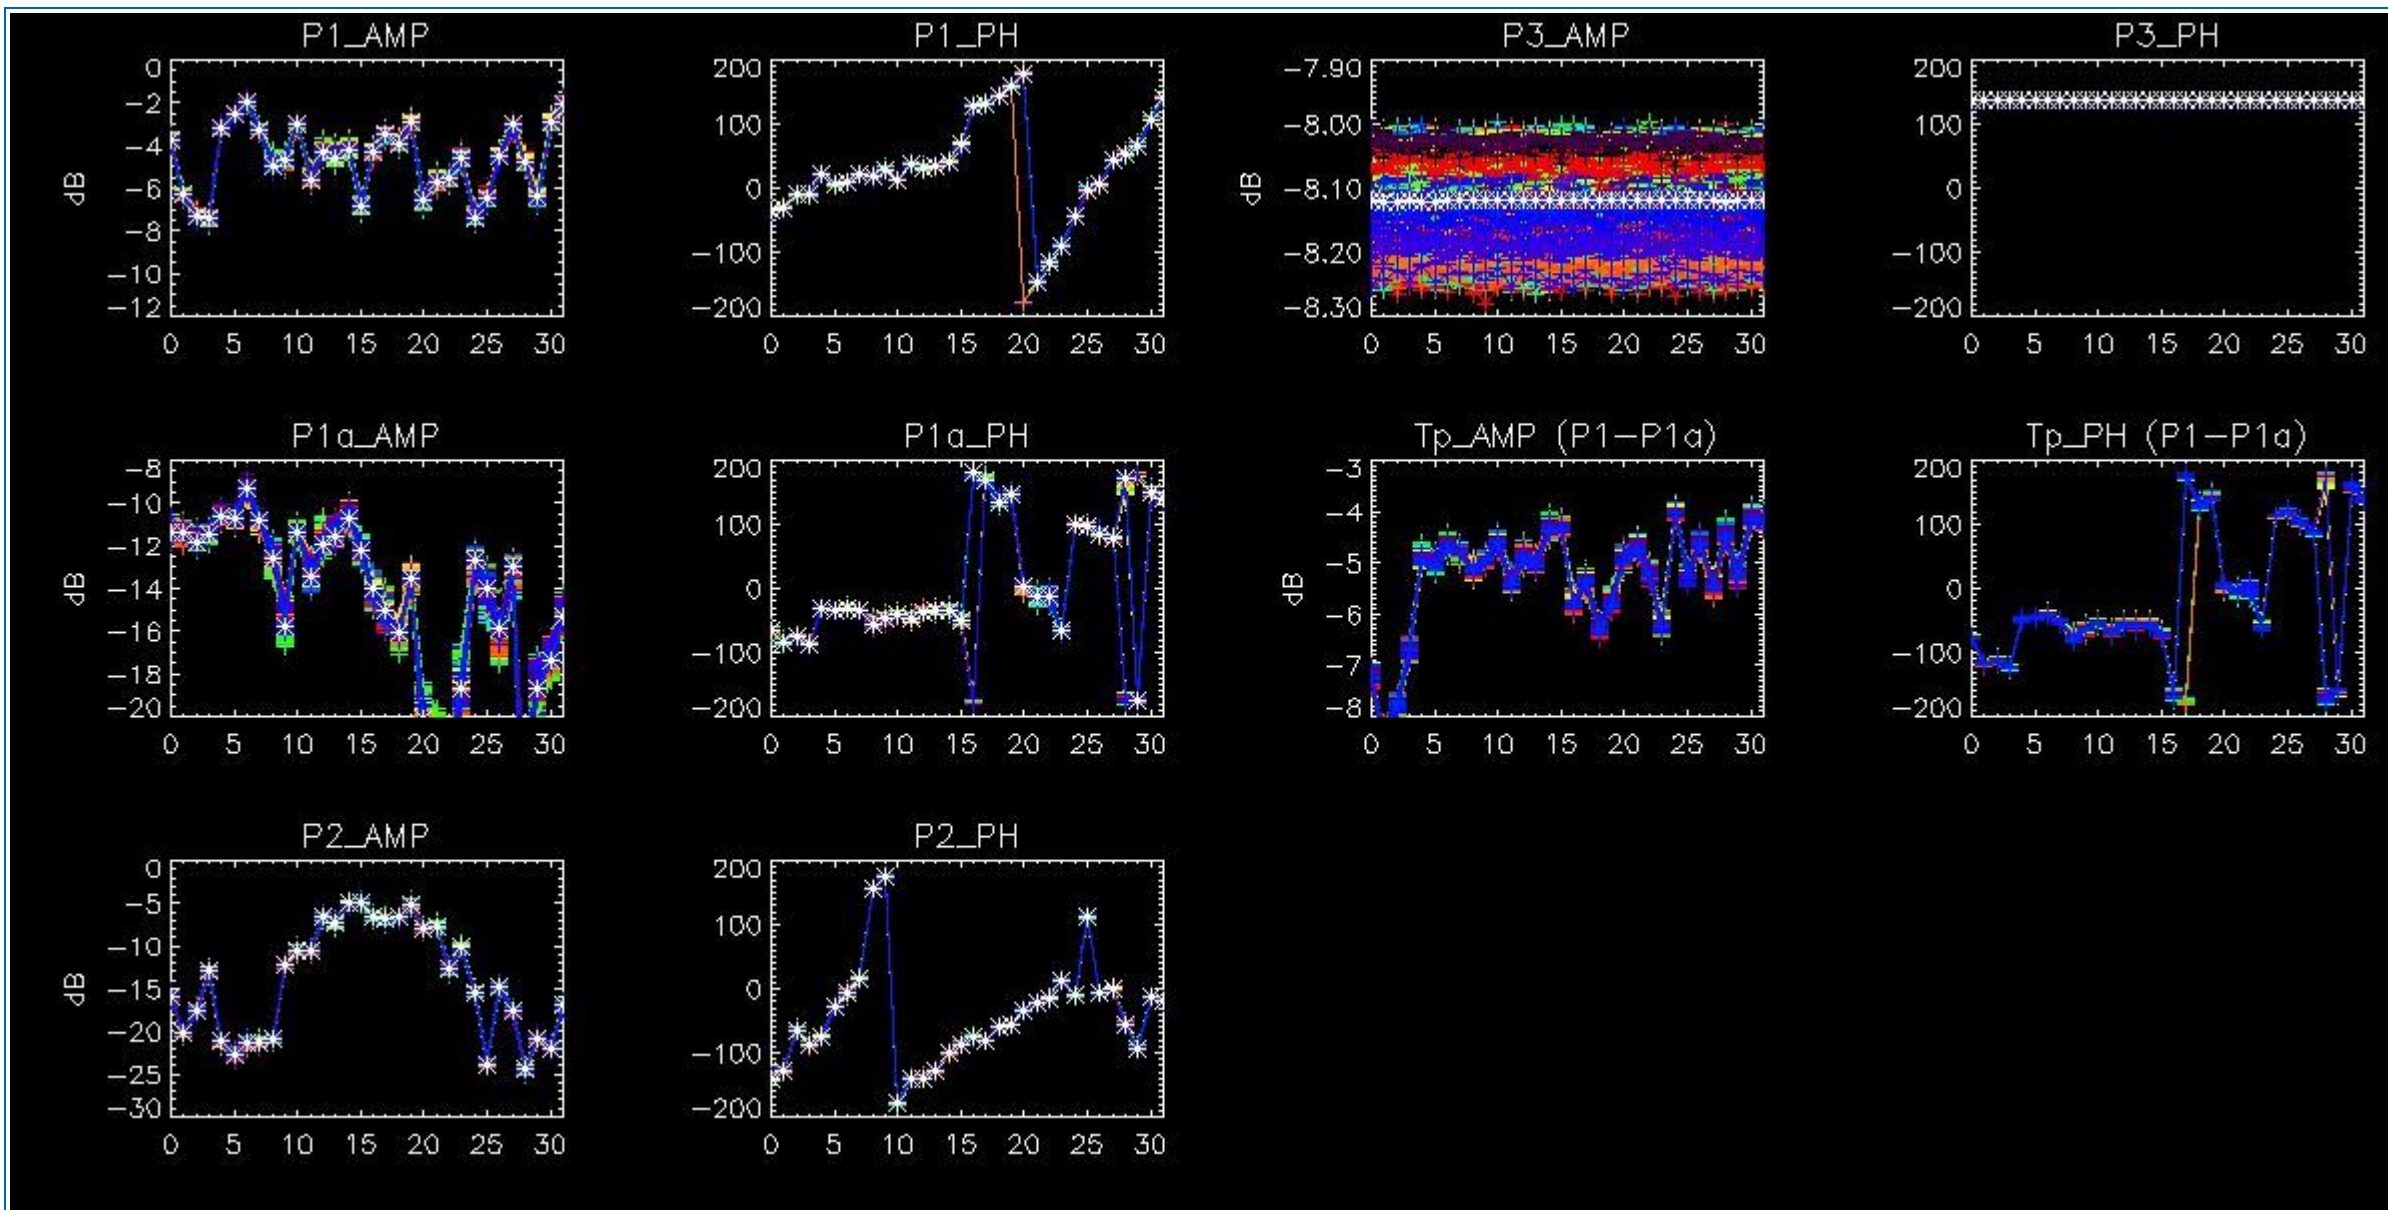 P1_AMP
P1_PH
P3_AMP
P3_PH
0
−2
−4
−6
−8
−10
−12
dB
0 5 10 15 20 25 30
200
100
0
−100
−200
0 5 10 15 20 25 30
−7.90
−8.00
−8.10
−8.20
−8.30
dB
0 5 10 15 20 25 30
200
100
0
−100
−200
0 5 10 15 20 25 30
P1a_AMP
P1a_PH
Tp_AMP (P1−P1a)
Tp_PH (P1−P1a)
−8
−10
−12
−14
−16
−18
−20
dB
0 5 10 15 20 25 30
200
100
0
−100
−200
0 5 10 15 20 25 30
−3
−4
−5
−6
−7
−8
dB
0 5 10 15 20 25 30
200
100
0
−100
−200
0 5 10 15 20 25 30
P2_AMP
P2_PH
0
−5
−10
−15
−20
−25
−30
dB
0 5 10 15 20 25 30
200
100
0
−100
−200
0 5 10 15 20 25 30